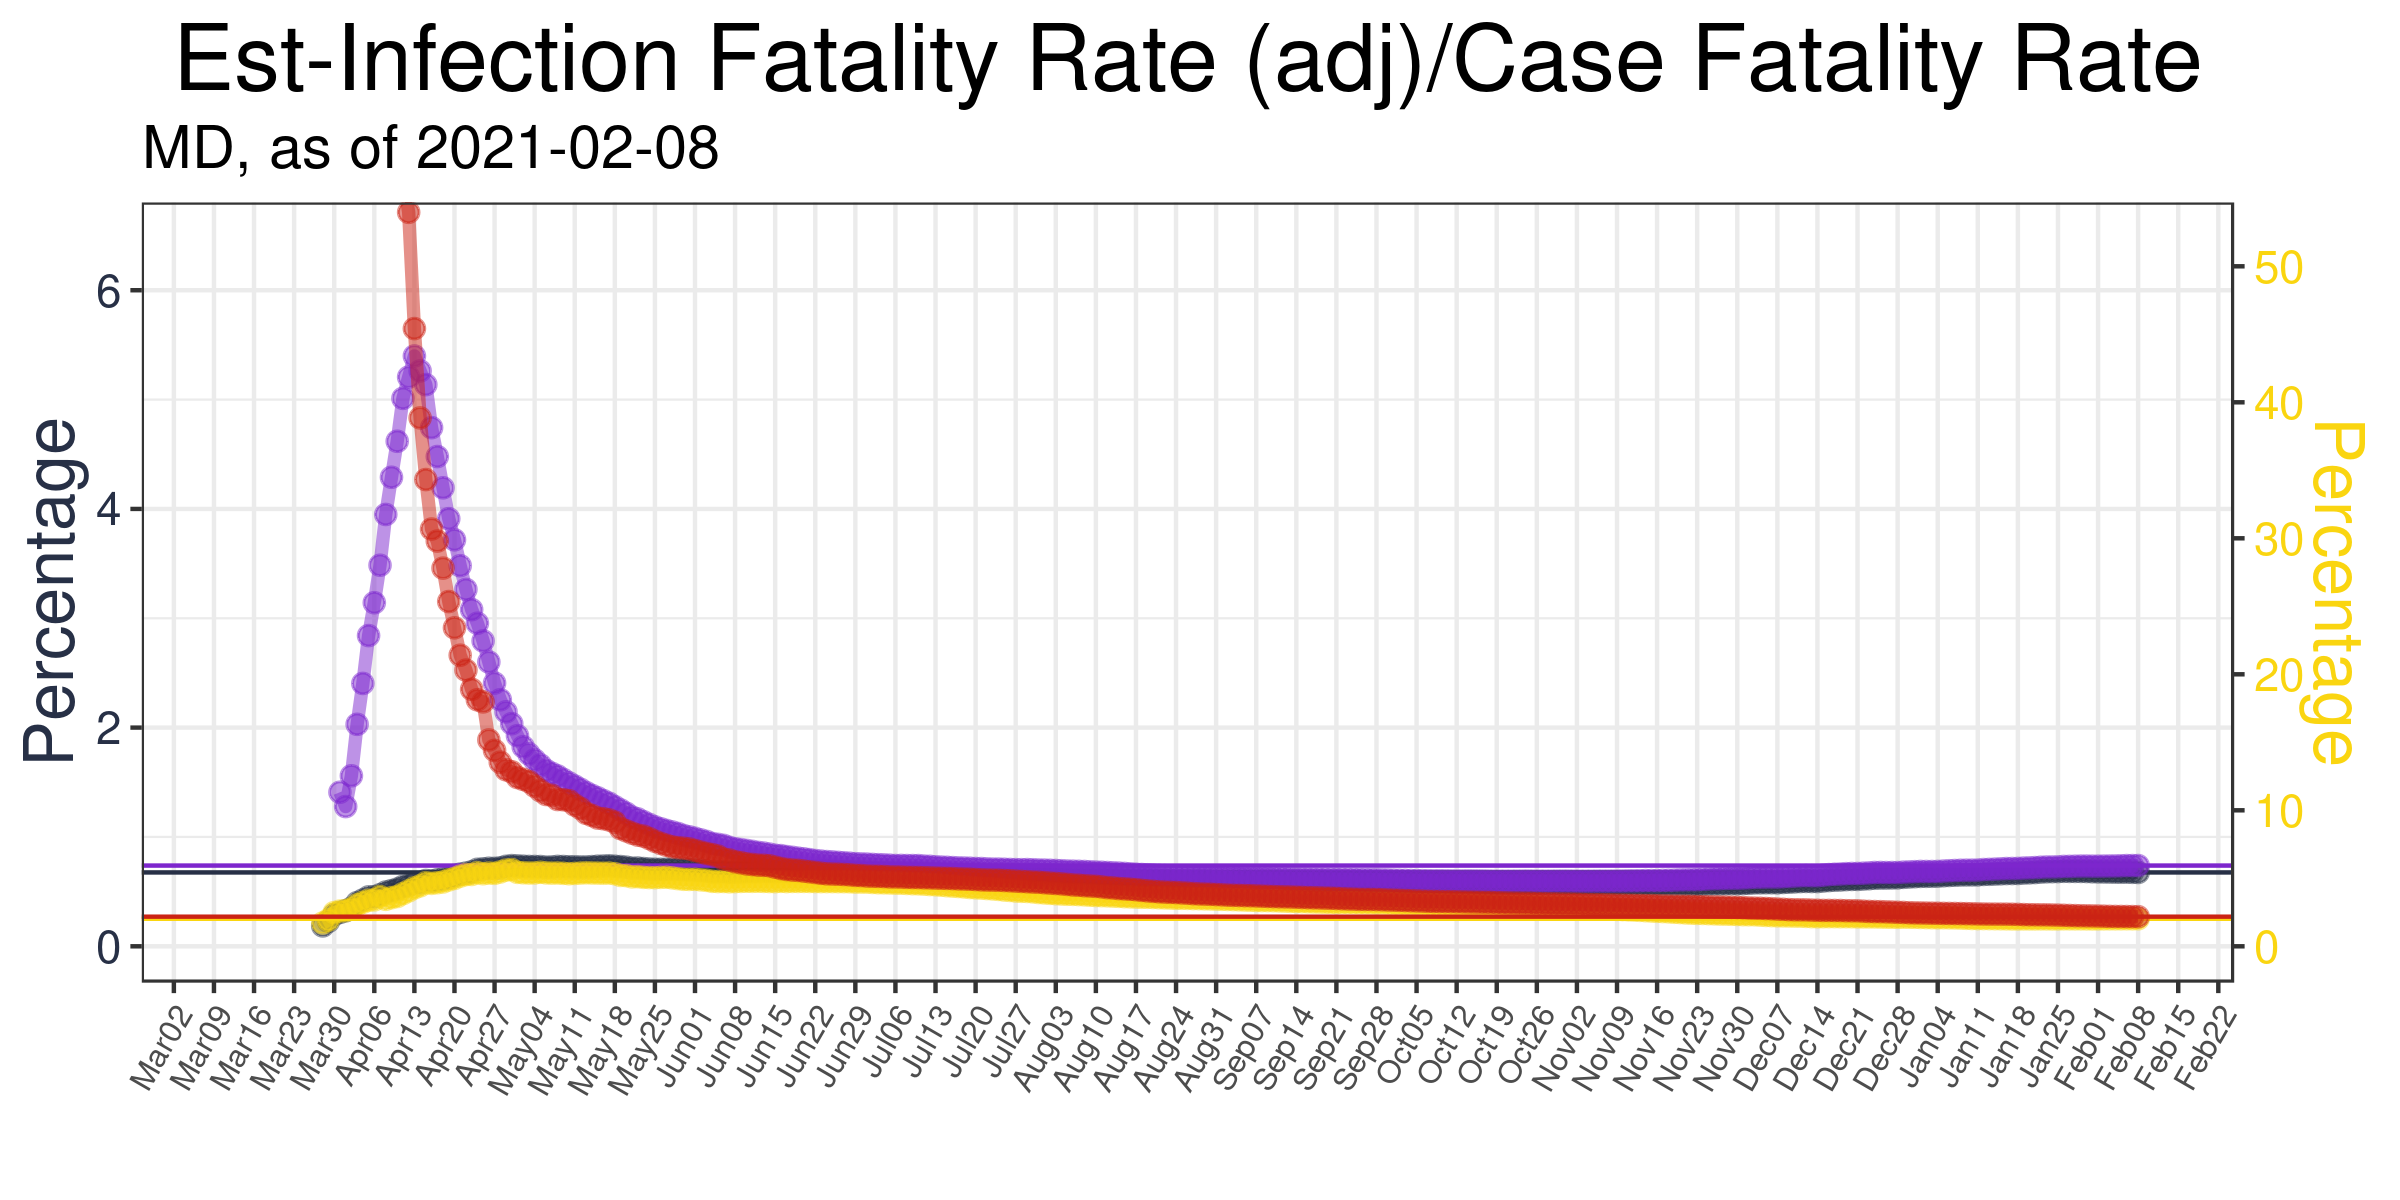 Est-Infection Fatality Rate (adj)/Case Fatality Rate
MD, as of 2021-02-08
Percentage
6
4
2
0
50
40
30
20
10
0
Percentage
Mar02
Mar09
Mar16
Mar23
Mar30
Apr06
Apr13
Apr20
Apr27
May04
May11
May18
May25
Jun01
Jun08
Jun15
Jun22
Jun29
Jul06
Jul13
Jul20
Jul27
Aug03
Aug10
Aug17
Aug24
Aug31
Sep07
Sep14
Sep21
Sep28
Oct05
Oct12
Oct19
Oct26
Nov02
Nov09
Nov16
Nov23
Nov30
Dec07
Dec14
Dec21
Dec28
Jan04
Jan11
Jan18
Jan25
Feb01
Feb08
Feb15
Feb22